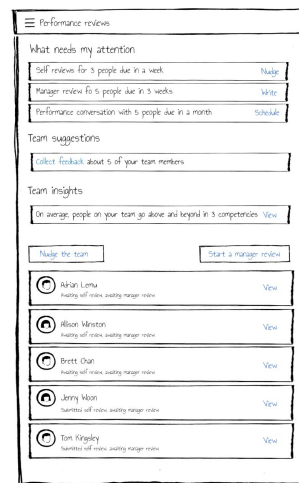 Performance reviews
What needs my attention
Self reviews for 3 people due in a week Nudge
Manager review fo 5 people due in 3 weeks Write
Performance conversation with 5 people due in a month Schedule
Team suggestions
Collect feedback about 5 of your team members
Team insights
On average, people on your team go above and beyond in 3 competencies View
Nudge the team Start a manager review
Adrian Lemu View
Awaiting self review, awaiting manager review
Allison Winston View
Awaiting self review, awaiting manager review
Brett Chan View
Awaiting self review, awaiting manager review
Jenny Woon View
Submitted self review, awaiting manager review
Tom Kingsley View
Submitted self review, awaiting manager review